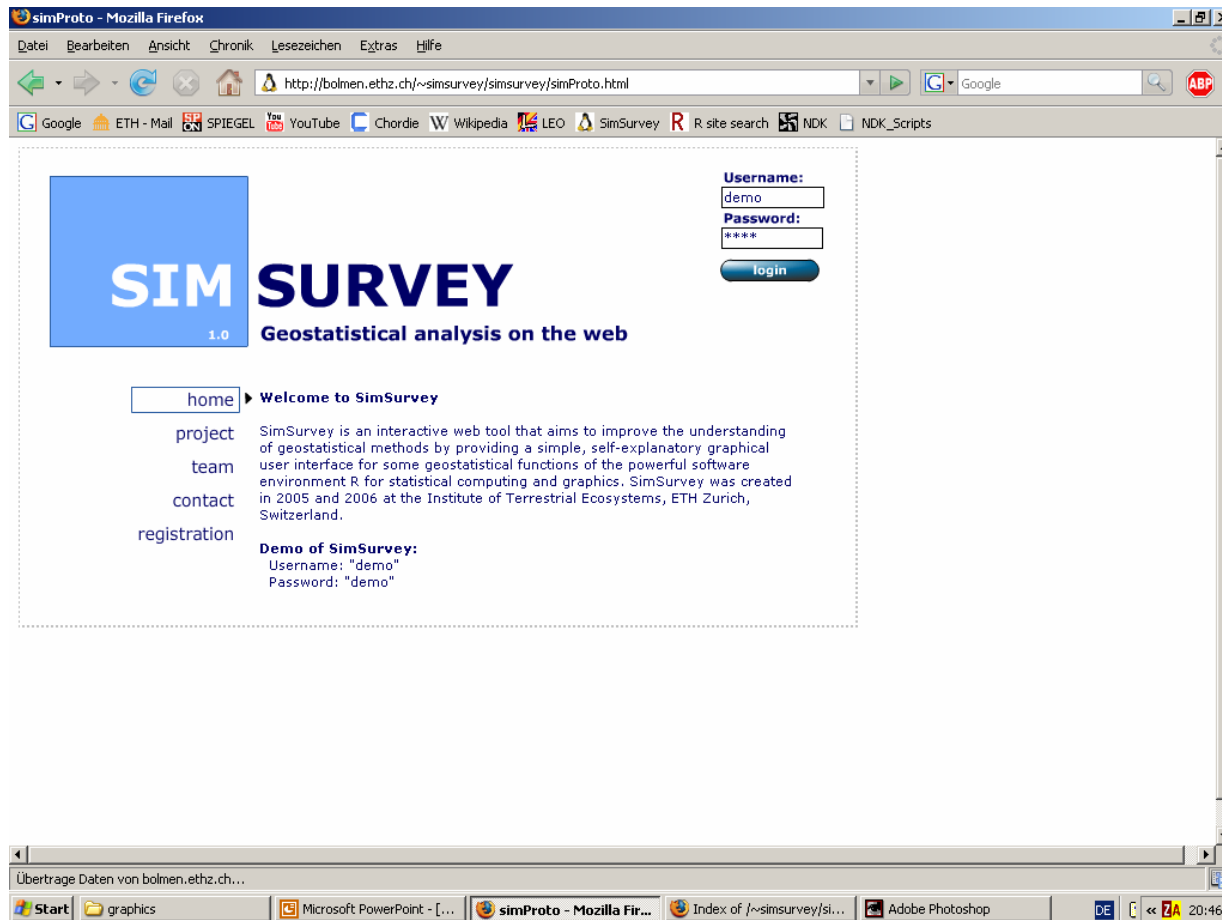 simProto - Mozilla Firefox
Datei Bearbeiten Ansicht Chronik Lesezeichen Extras Hilfe
http://bolmen.ethz.ch/~simsurvey/simsurvey/simProto.html
G Google
ABP
G Google ETH - Mail SP ON SPIEGEL You Tube YouTube Chordie W Wikipedia LEO SimSurvey R R site search NDK NDK_Scripts
Username:
demo
Password:
****
login
SIM SURVEY
1.0 Geostatistical analysis on the web
home
project
team
contact
registration
Welcome to SimSurvey
SimSurvey is an interactive web tool that aims to improve the understanding
of geostatistical methods by providing a simple, self-explanatory graphical
user interface for some geostatistical functions of the powerful software
environment R for statistical computing and graphics. SimSurvey was created
in 2005 and 2006 at the Institute of Terrestrial Ecosystems, ETH Zurich,
Switzerland.
Demo of SimSurvey:
Username: "demo"
Password: "demo"
Übertrage Daten von bolmen.ethz.ch...
Start graphics Microsoft PowerPoint - [... simProto - Mozilla Fir... Index of /~simsurvey/si... Adobe Photoshop DE « ZA 20:46